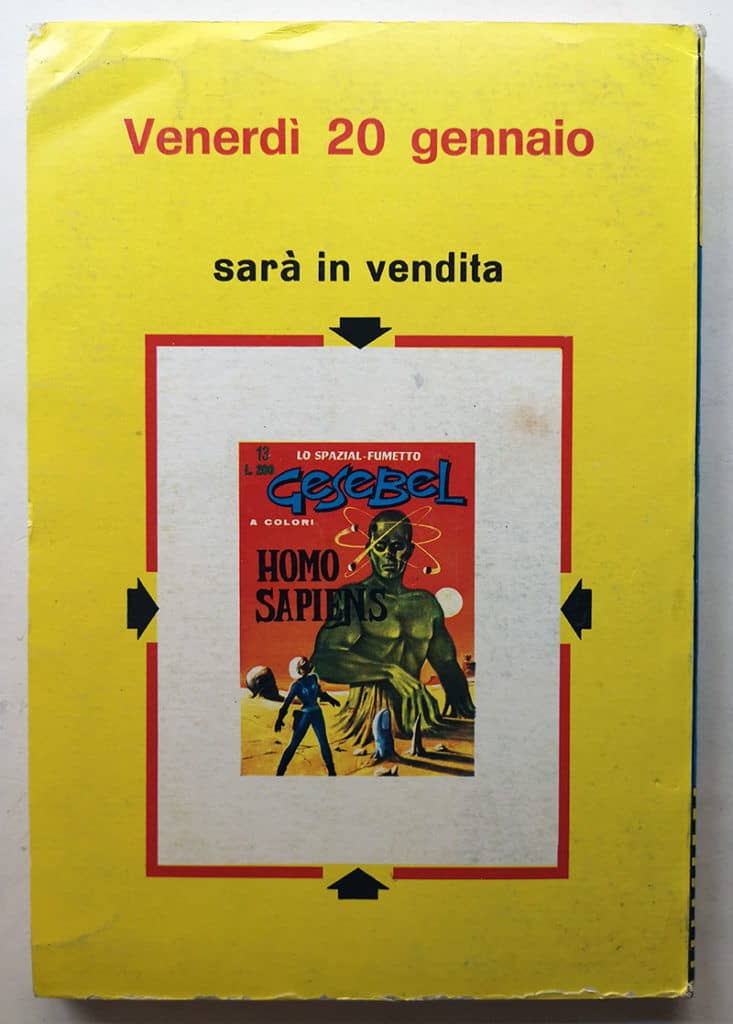 Venerdì 20 gennaio
sarà in vendita
13
L. 200
LO SPAZIAL-FUMETTO
GESEBEL
A COLORI
HOMO
SAPIENS